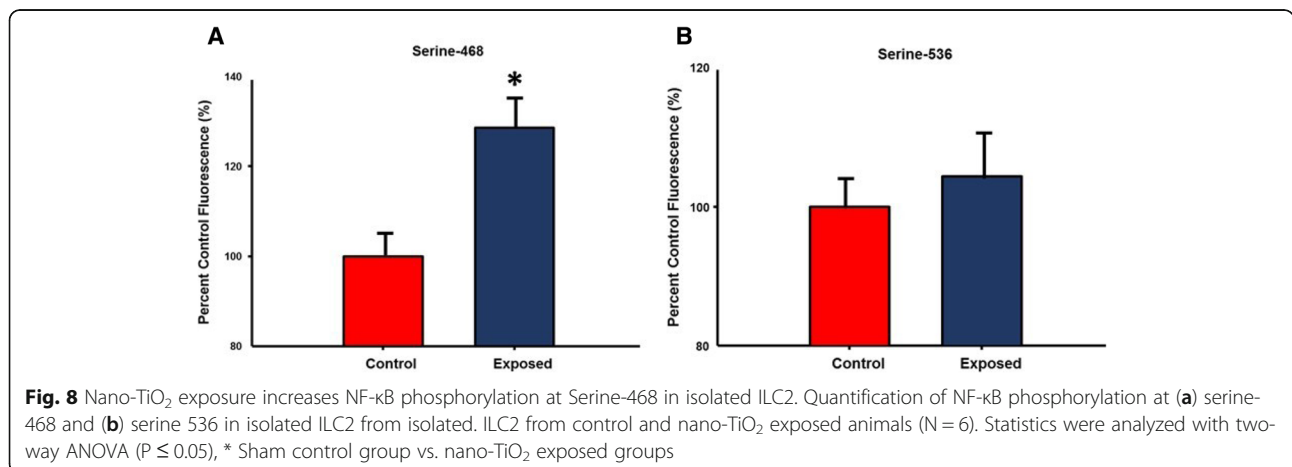 A
Serine-468
Percent Control Fluorescence (%)
140
120
100
80
*
Control Exposed
B
Serine-536
Percent Control Fluorescence (%)
120
100
80
Control Exposed
Fig. 8 Nano-TiO₂ exposure increases NF-κB phosphorylation at Serine-468 in isolated ILC2. Quantification of NF-κB phosphorylation at (a) serine-
468 and (b) serine 536 in isolated ILC2 from isolated. ILC2 from control and nano-TiO₂ exposed animals (N = 6). Statistics were analyzed with two-
way ANOVA (P ≤ 0.05), * Sham control group vs. nano-TiO₂ exposed groups